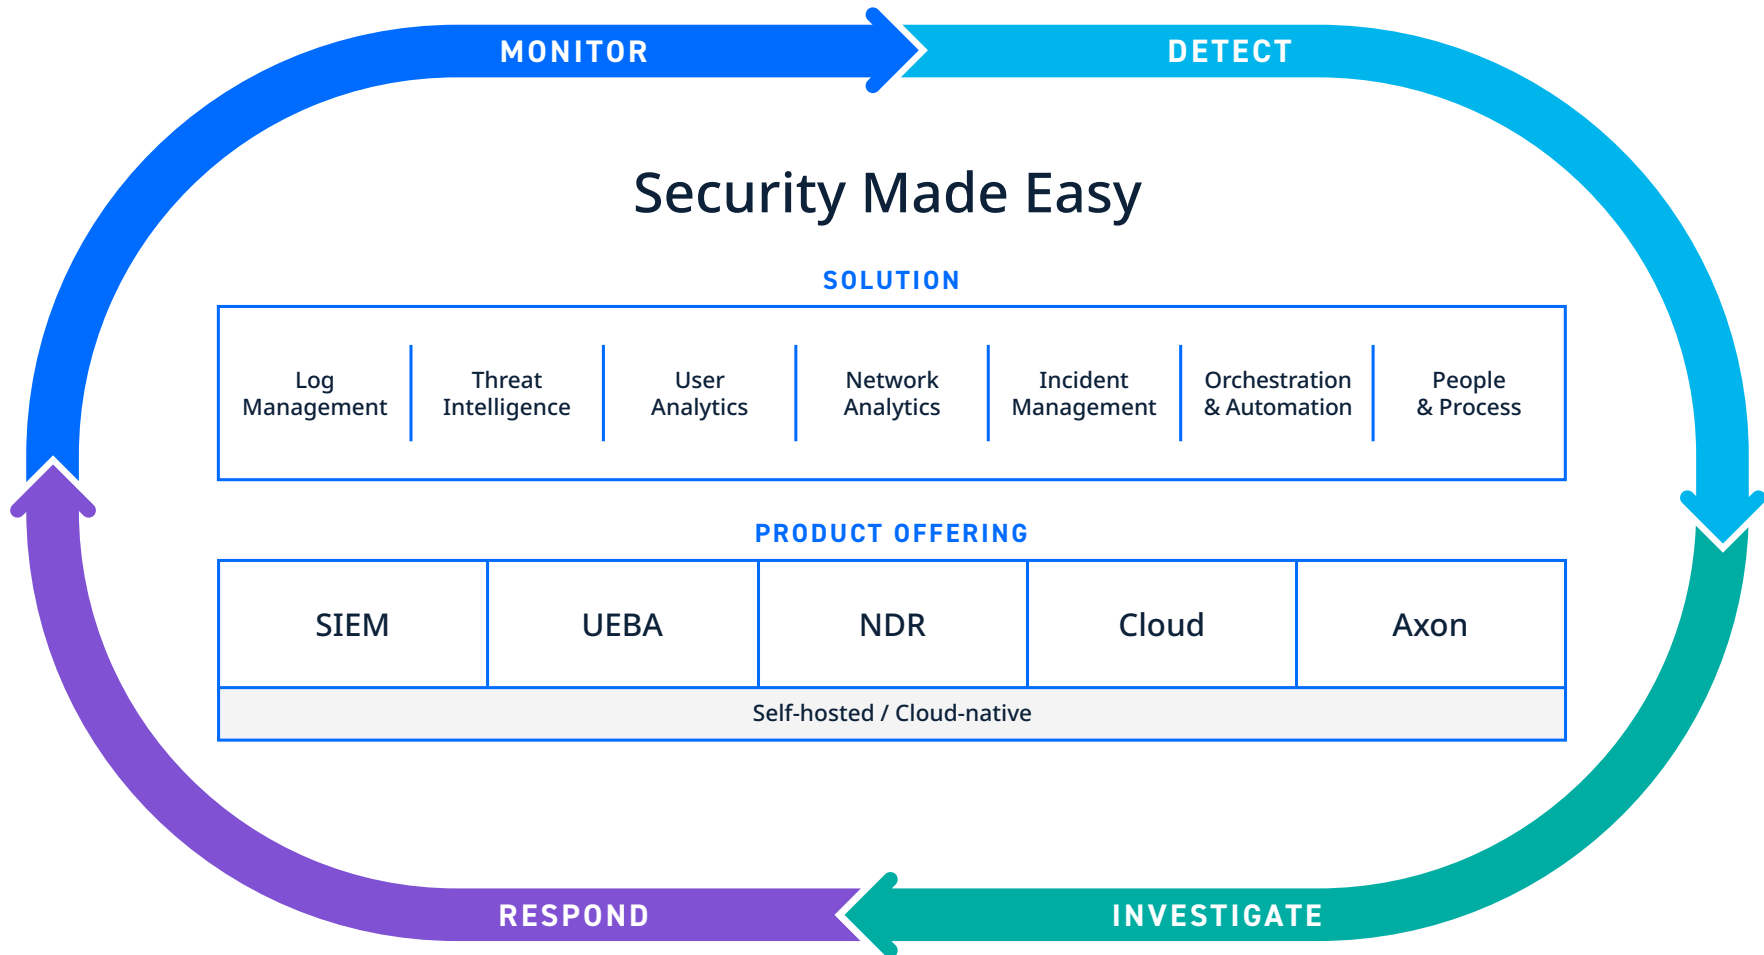 MONITOR
DETECT
Security Made Easy
SOLUTION
Log
Management
Threat
Intelligence
User
Analytics
Network
Analytics
Incident
Management
Orchestration
& Automation
People
& Process
PRODUCT OFFERING
SIEM
UEBA
NDR
Cloud
Axon
Self-hosted / Cloud-native
RESPOND
INVESTIGATE